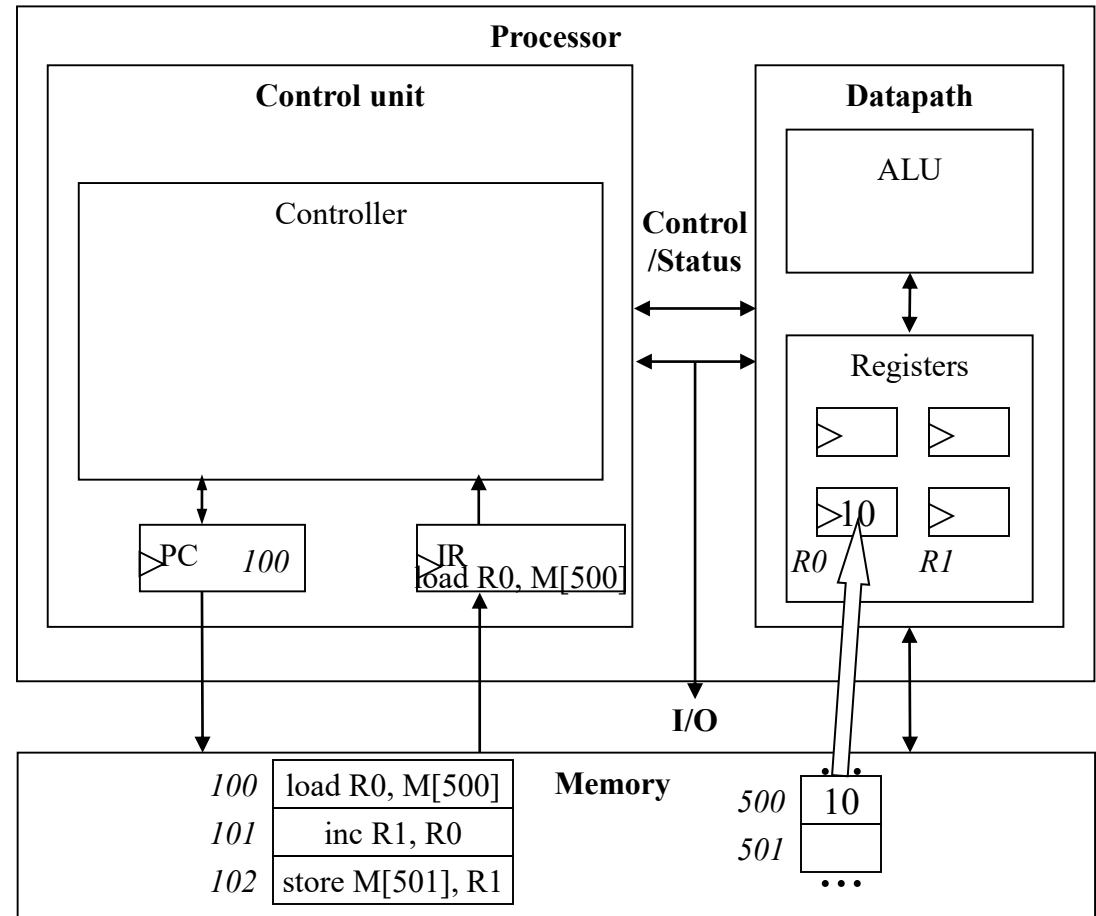 Processor
Control unit
Datapath
ALU
Controller
Control
/Status
Registers
10
R0 R1
PC 100
IR
load R0, M[500]
I/O
Memory
100 load R0, M[500]
101 inc R1, R0
102 store M[501], R1
...
500 10
501
...